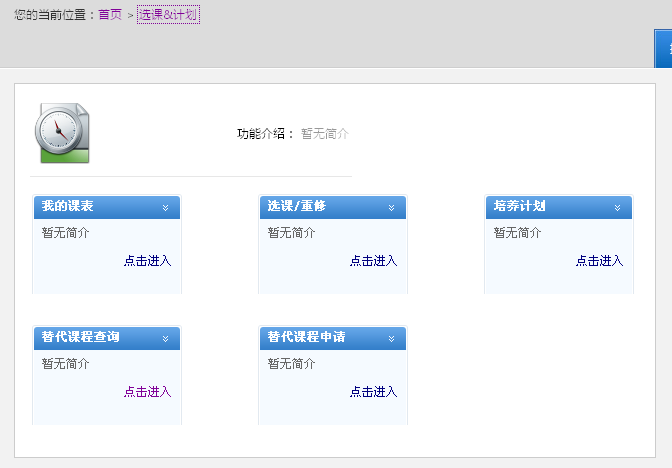 您的当前位置：首页 > 选课&计划
功能介绍： 暂无简介
我的课表
暂无简介
点击进入
选课/重修
暂无简介
点击进入
培养计划
暂无简介
点击进入
替代课程查询
暂无简介
点击进入
替代课程申请
暂无简介
点击进入